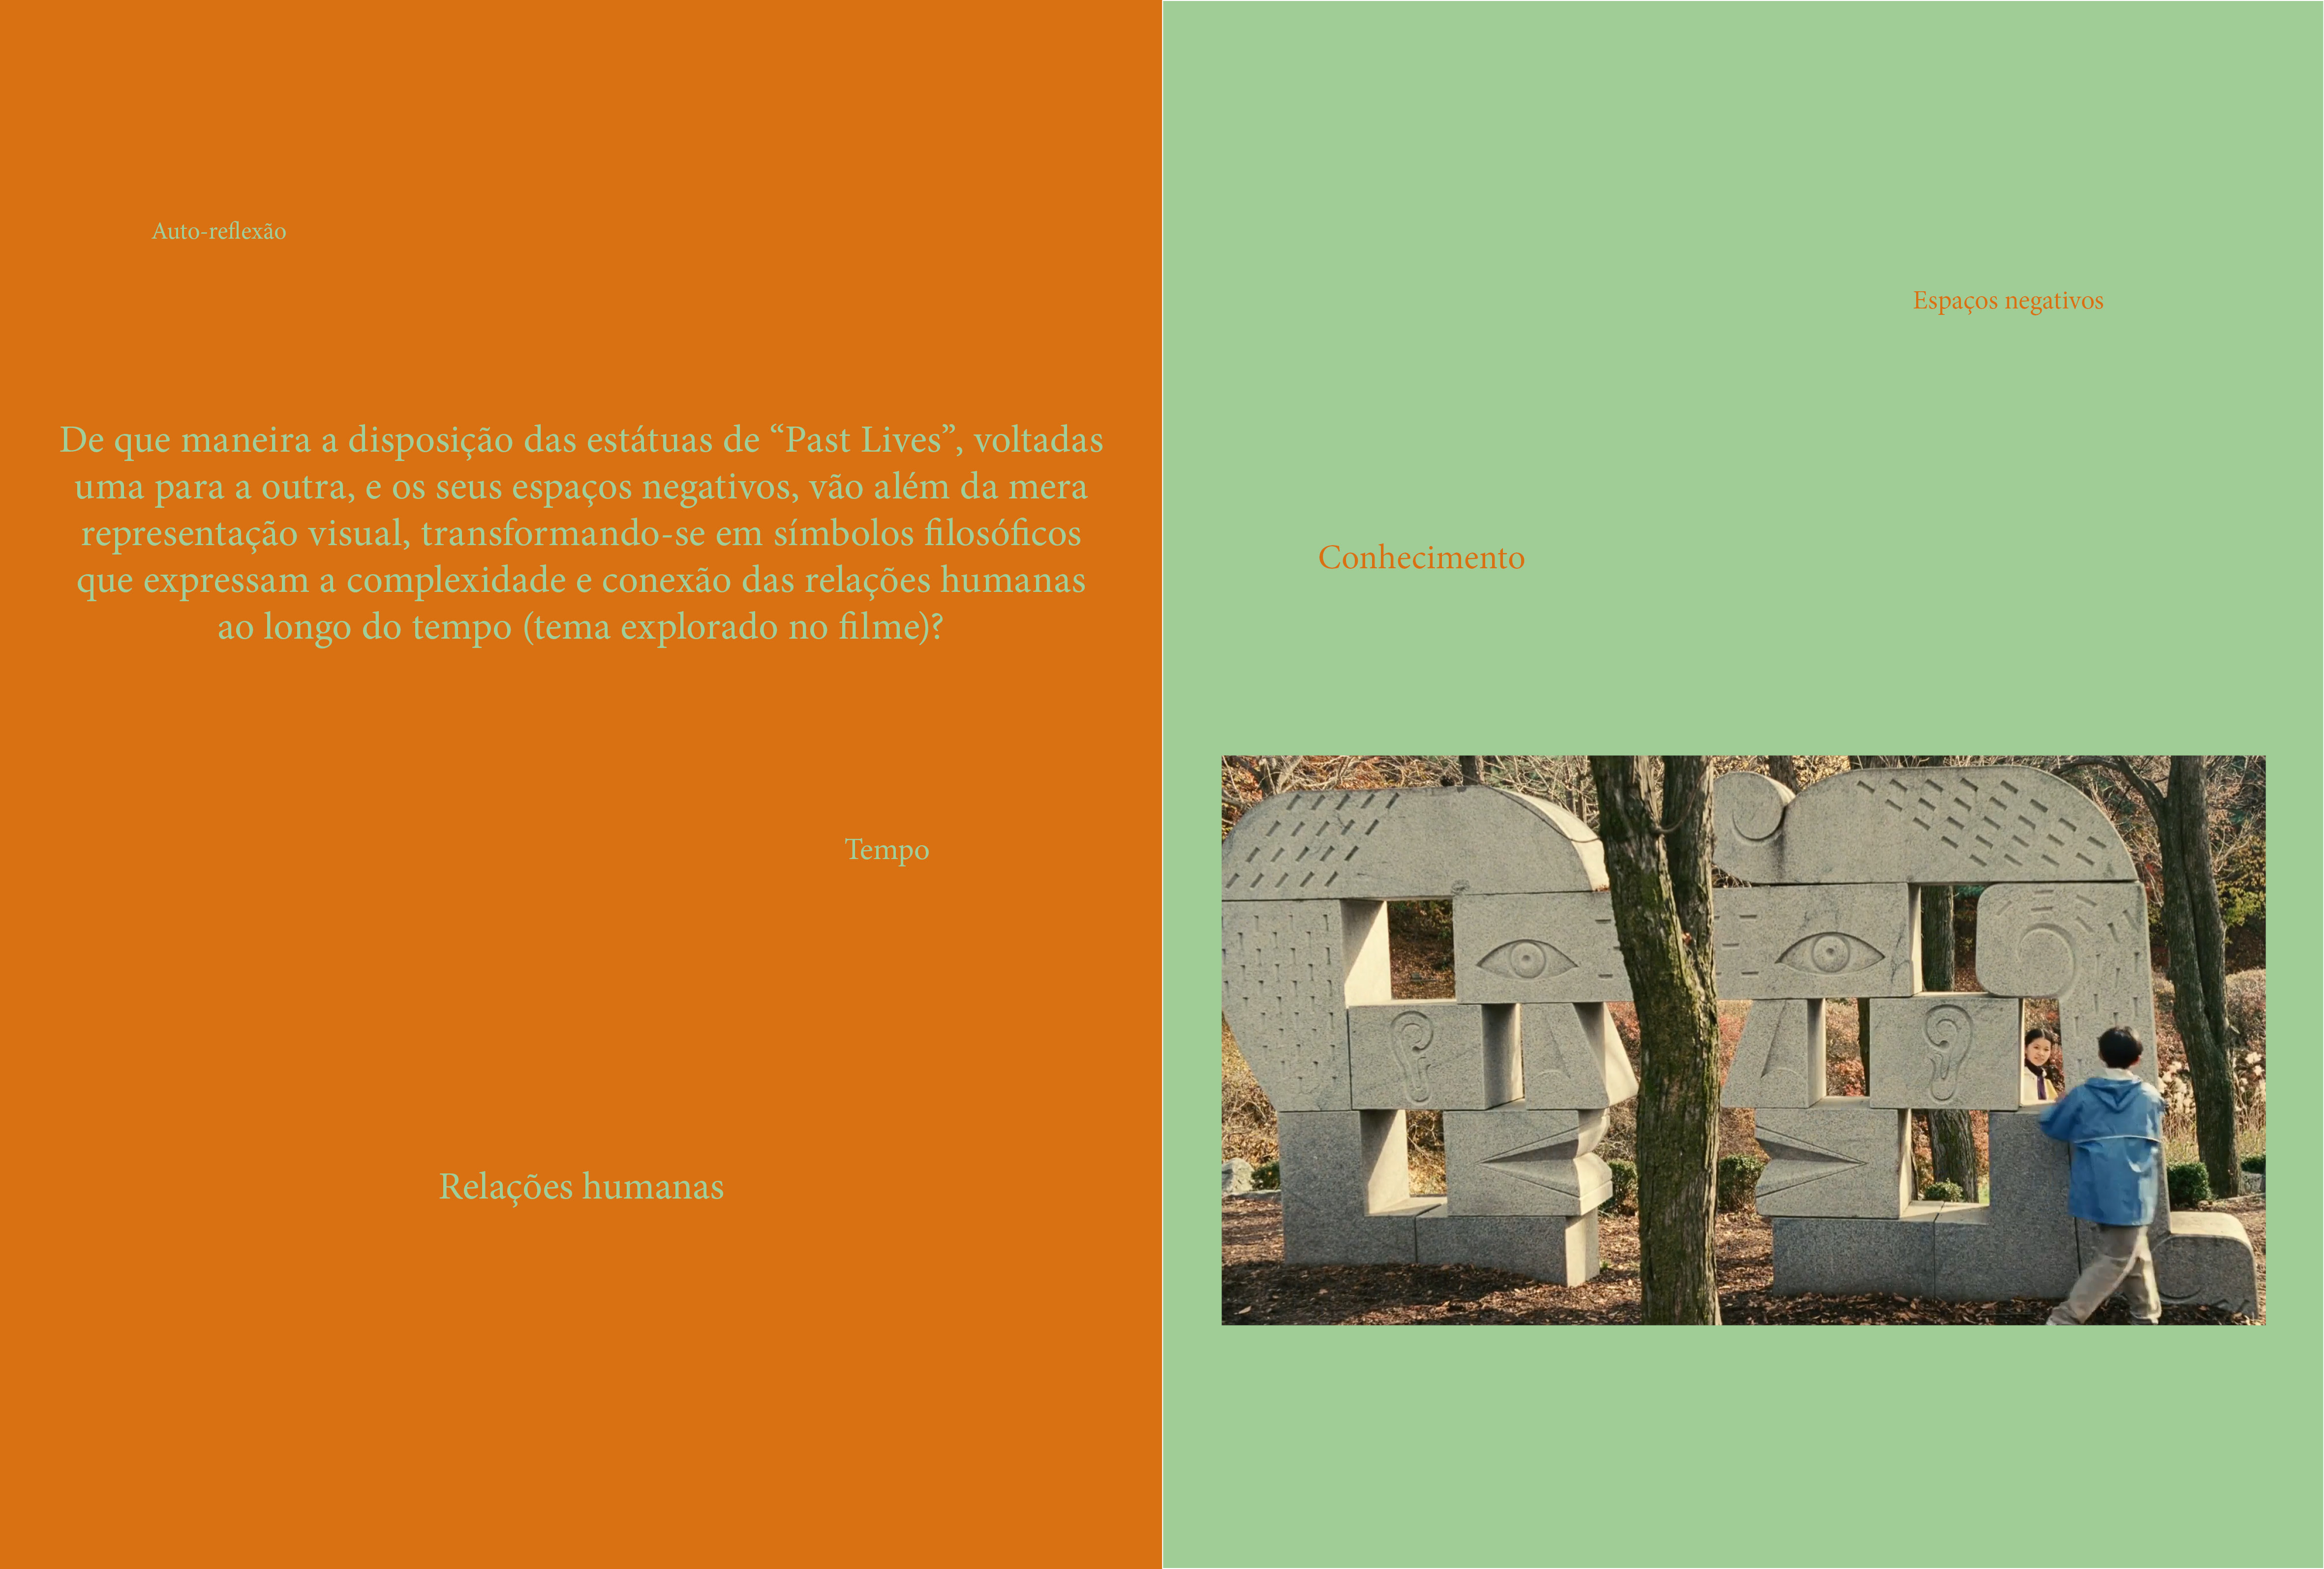 Auto-reflexão
De que maneira a disposição das estátuas de “Past Lives”, voltadas
uma para a outra, e os seus espaços negativos, vão além da mera
representação visual, transformando-se em símbolos filosóficos
que expressam a complexidade e conexão das relações humanas
ao longo do tempo (tema explorado no filme)?
Tempo
Relações humanas
Espaços negativos
Conhecimento